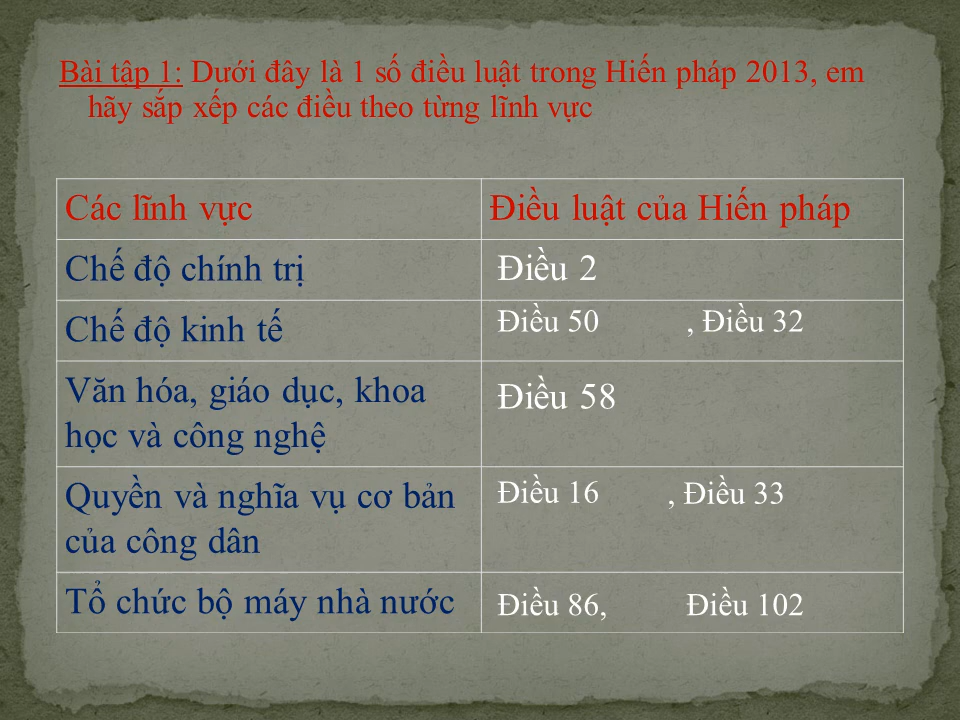 Bài tập 1: Dưới đây là 1 số điều luật trong Hiến pháp 2013, em
hãy sắp xếp các điều theo từng lĩnh vực
Các lĩnh vực Điều luật của Hiến pháp
Chế độ chính trị Điều 2
Chế độ kinh tế Điều 50 , Điều 32
Văn hóa, giáo dục, khoa
học và công nghệ
Điều 58
Quyền và nghĩa vụ cơ bản
của công dân
Điều 16 , Điều 33
Tổ chức bộ máy nhà nước Điều 86, Điều 102